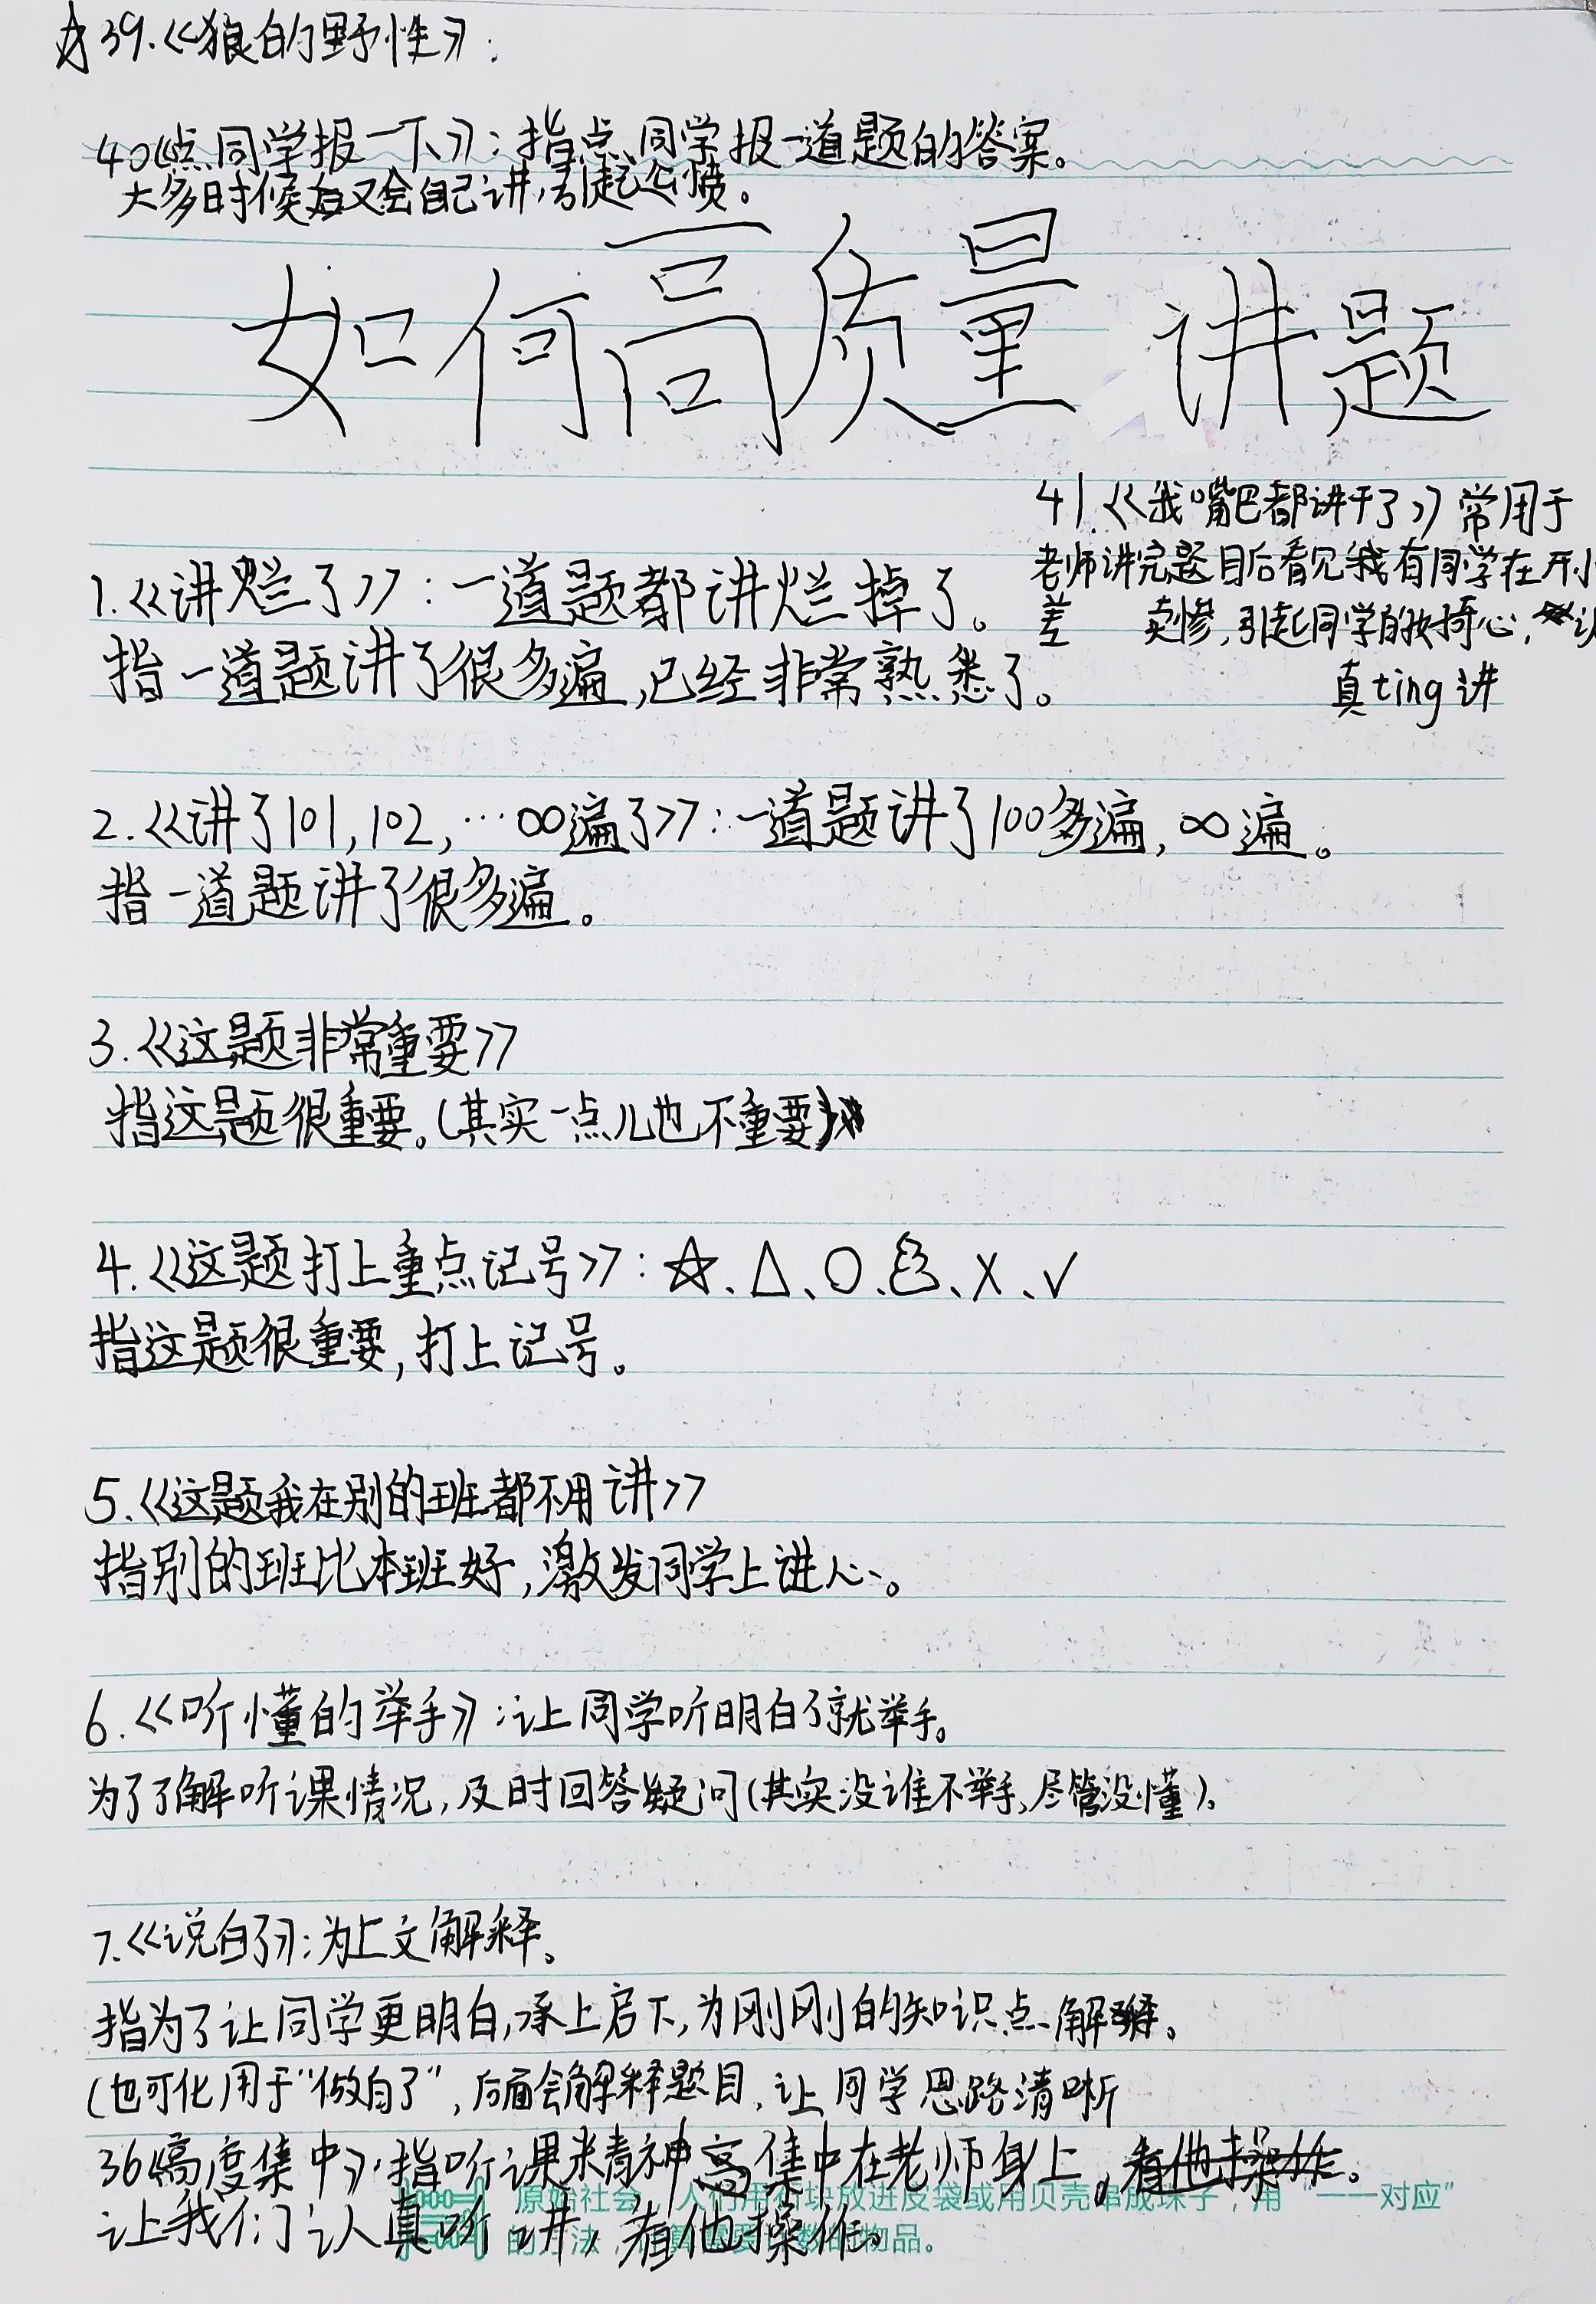 ☆39.《狼的野性》:
40《点同学报一下》:指点同学报一道题的答案。
大多时候又会自己讲,引起公愤。
如何高质量讲题
41.《我嘴巴都讲干了》常用于
老师讲完题目后看见我有同学在开小
差 卖惨,引起同学的 心,认
真ting讲
1.《讲烂了》:一道题都讲烂掉了。
指一道题讲了很多遍,已经非常熟悉了。
2.《讲了101,102,…∞遍了》:一道题讲了100多遍,∞遍。
指一道题讲了很多遍。
3.《这题非常重要》
指这题很重要。(其实一点儿也不重要)
4.《这题打上重点记号》:☆、△、○、、X、✓
指这题很重要,打上记号。
5.《这题我在别的班都不用讲》
指别的班比本班好,激发同学上进心。
6.《听懂的举手》:让同学听明白了就举手。
为了了解听课情况,及时回答疑问(其实没谁不举手,尽管没懂)。
7.《说白了》:为上文解释。
指为了让同学更明白,承上启下,为刚刚的知识点解释。
(也可化用于“做白了”,后面会解释题目,让同学思路清晰
36《高度集中》:指听课精神高集中在老师身上,看他操作。
让我们认真听讲,看他操作。
原始社会,人们用石块放进皮袋或用贝壳串成珠子,用“一一对应”
的方法,计算需要计数的物品。